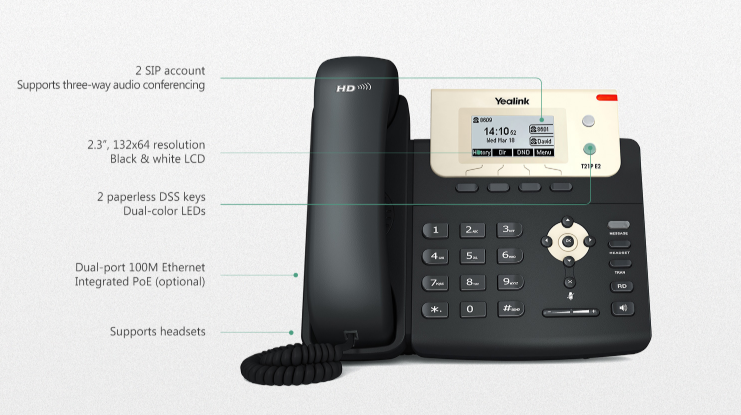 2 SIP account
Supports three-way audio conferencing
2.3", 132x64 resolution
Black & white LCD
2 paperless DSS keys
Dual-color LEDs
Dual-port 100M Ethernet
Integrated PoE (optional)
Supports headsets
HD
Yealink
8609
14:10 52
Wed Mar 18
8601
David
History Dir DND Menu
T21P E2
1 2 ABC 3 DEF
4 GHI 5 JKL 6 MNO
7 PQRS 8 TUV 9 WXYZ
*. 0 #SEND
OK
MESSAGE
HEADSET
TRAN
RD